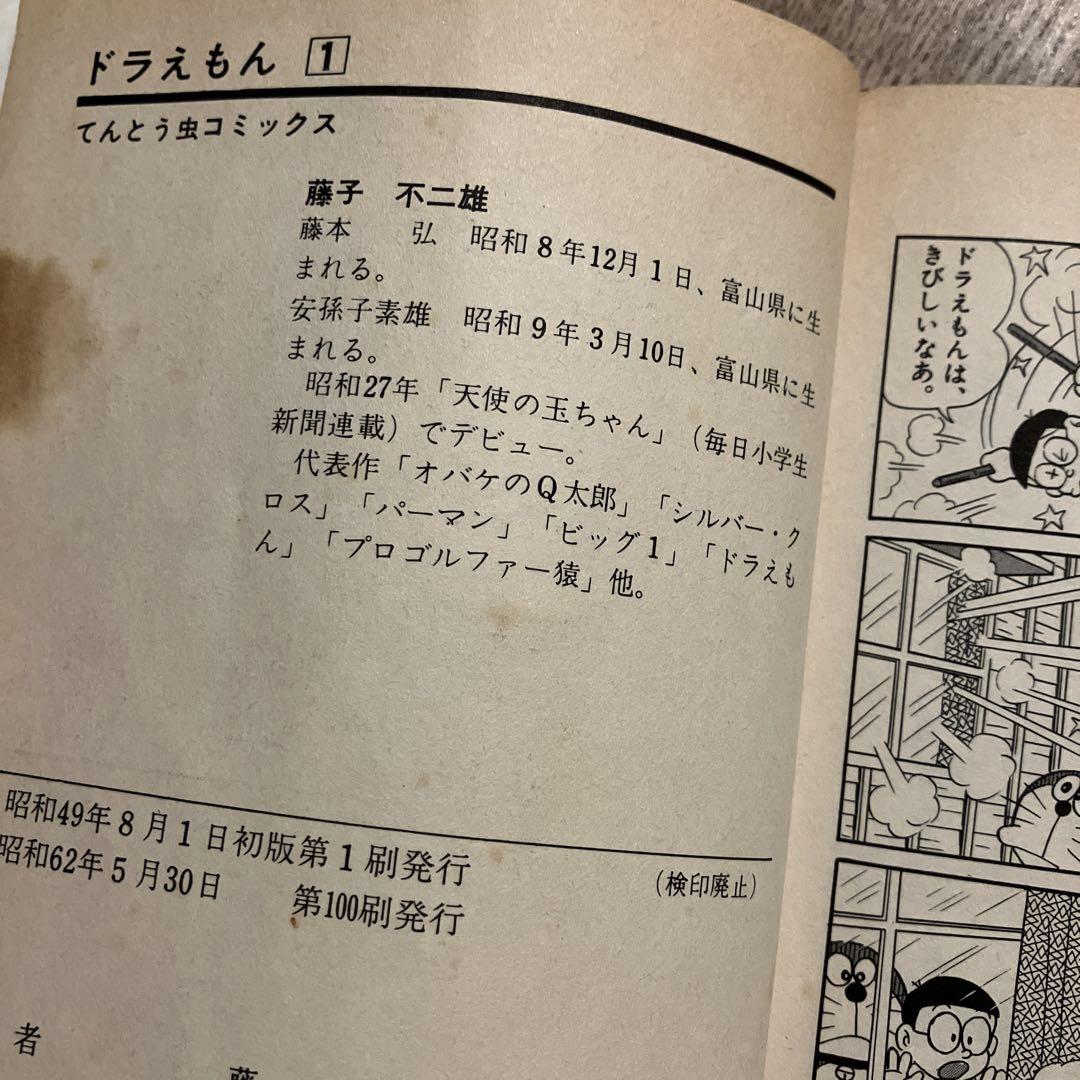 ドラえもん 1
てんとう虫コミックス
藤子 不二雄
藤本 弘 昭和8年12月1日、富山県に生
まれる。
安孫子素雄 昭和9年3月10日、富山県に生
まれる。
昭和27年「天使の玉ちゃん」(毎日小学生
新聞連載)でデビュー。
代表作「オバケのQ太郎」「シルバー・ク
ロス」「パーマン」「ビッグ1」「ドラえも
ん」「プロゴルファー猿」他。
昭和49年8月1日初版第1刷発行
昭和62年5月30日 第100刷発行
(検印廃止)
者
藤
ドラえもんは、
きびしいなあ。